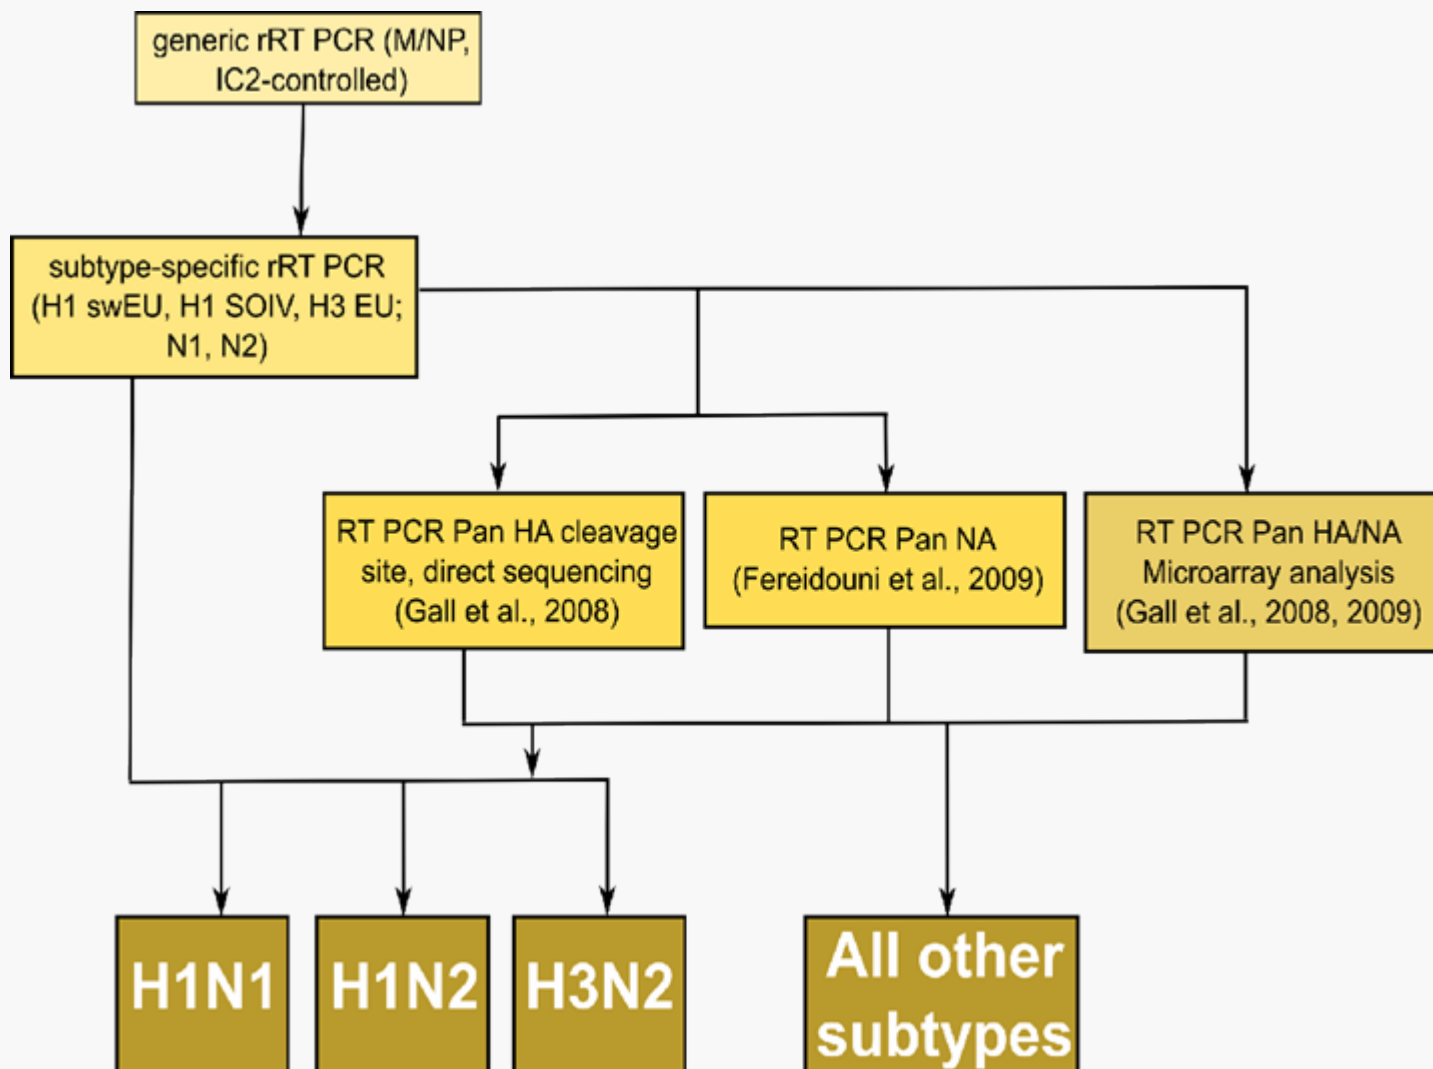 generic rRT PCR (M/NP,
IC2-controlled)
subtype-specific rRT PCR
(H1 swEU, H1 SOIV, H3 EU;
N1, N2)
RT PCR Pan HA cleavage
site, direct sequencing
(Gall et al., 2008)
RT PCR Pan NA
(Fereidouni et al., 2009)
RT PCR Pan HA/NA
Microarray analysis
(Gall et al., 2008, 2009)
H1N1
H1N2
H3N2
All other
subtypes